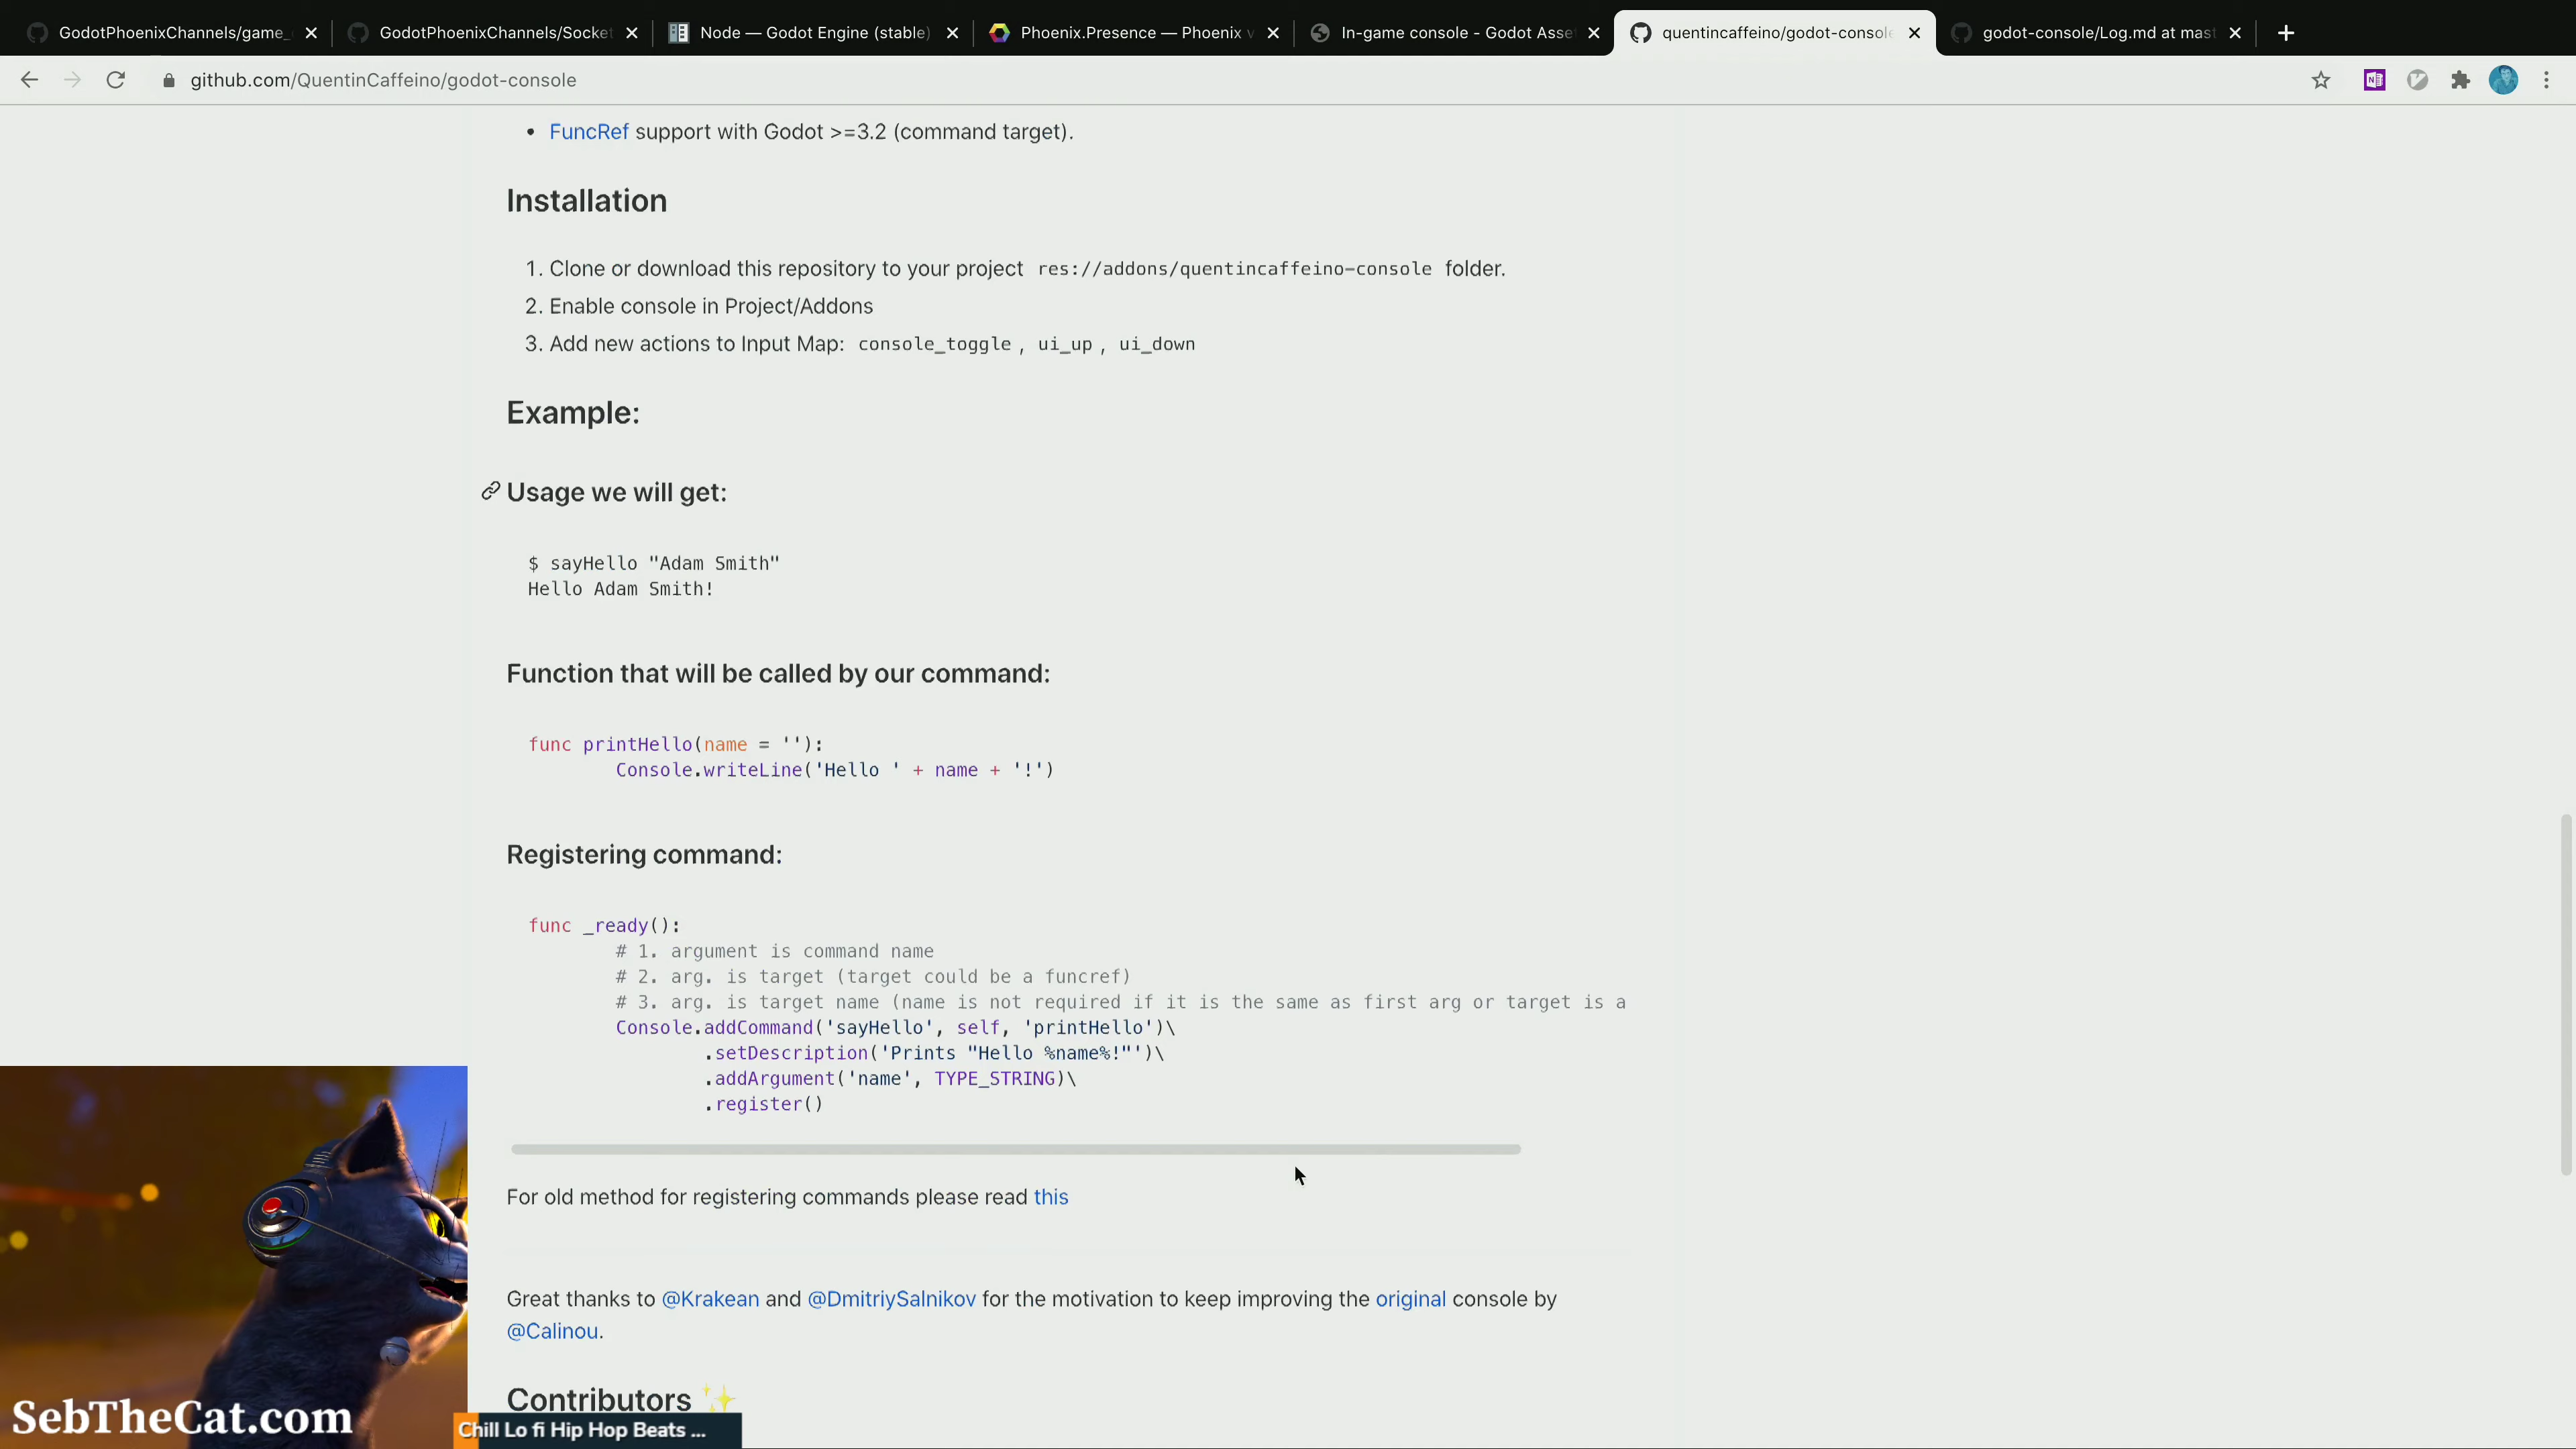 GodotPhoenixChannels/game_
GodotPhoenixChannels/Socket
Node — Godot Engine (stable)
Phoenix.Presence — Phoenix v
In-game console - Godot Asse
quentincaffeino/godot-console
godot-console/Log.md at mast
github.com/QuentinCaffeino/godot-console
• FuncRef support with Godot >=3.2 (command target).
Installation
1. Clone or download this repository to your project res://addons/quentincaffeino-console folder.
2. Enable console in Project/Addons
3. Add new actions to Input Map: console_toggle , ui_up , ui_down
Example:
Usage we will get:
$ sayHello "Adam Smith"
Hello Adam Smith!
Function that will be called by our command:
func printHello(name = ''):
Console.writeLine('Hello ' + name + '!')
Registering command:
func _ready():
# 1. argument is command name
# 2. arg. is target (target could be a funcref)
# 3. arg. is target name (name is not required if it is the same as first arg or target is a
Console.addCommand('sayHello', self, 'printHello')\
.setDescription('Prints "Hello %name%!"')\
.addArgument('name', TYPE_STRING)\
.register()
For old method for registering commands please read this
Great thanks to @Krakean and @DmitriySalnikov for the motivation to keep improving the original console by
@Calinou.
Contributors ✨
SebTheCat.com
Chill Lo fi Hip Hop Beats ...